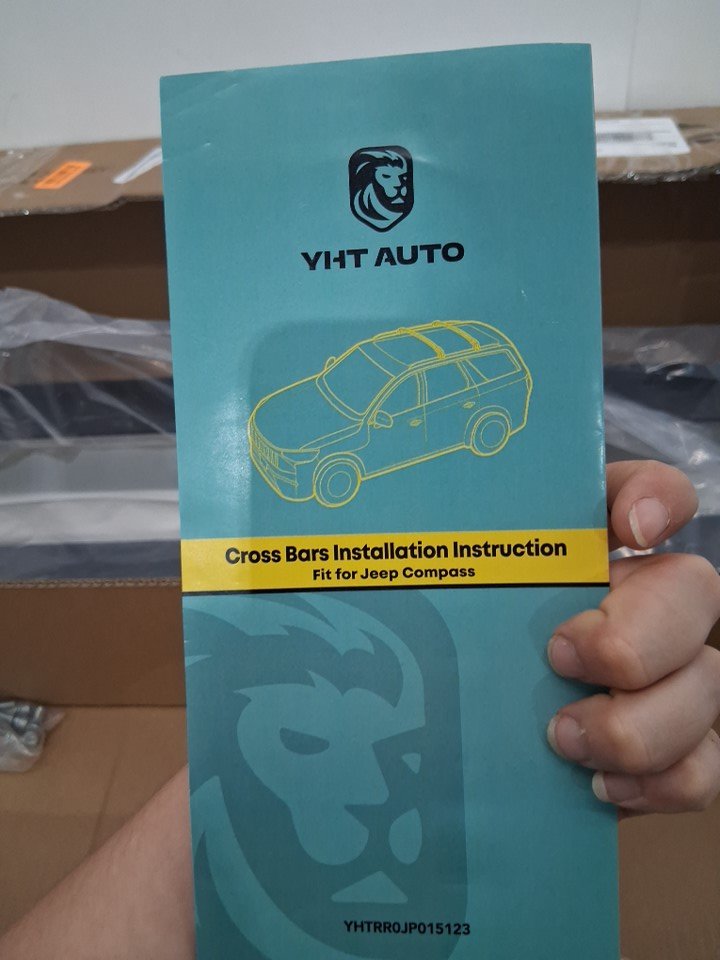 YHT AUTO
Cross Bars Installation Instruction
Fit for Jeep Compass
YHTRR0JP015123